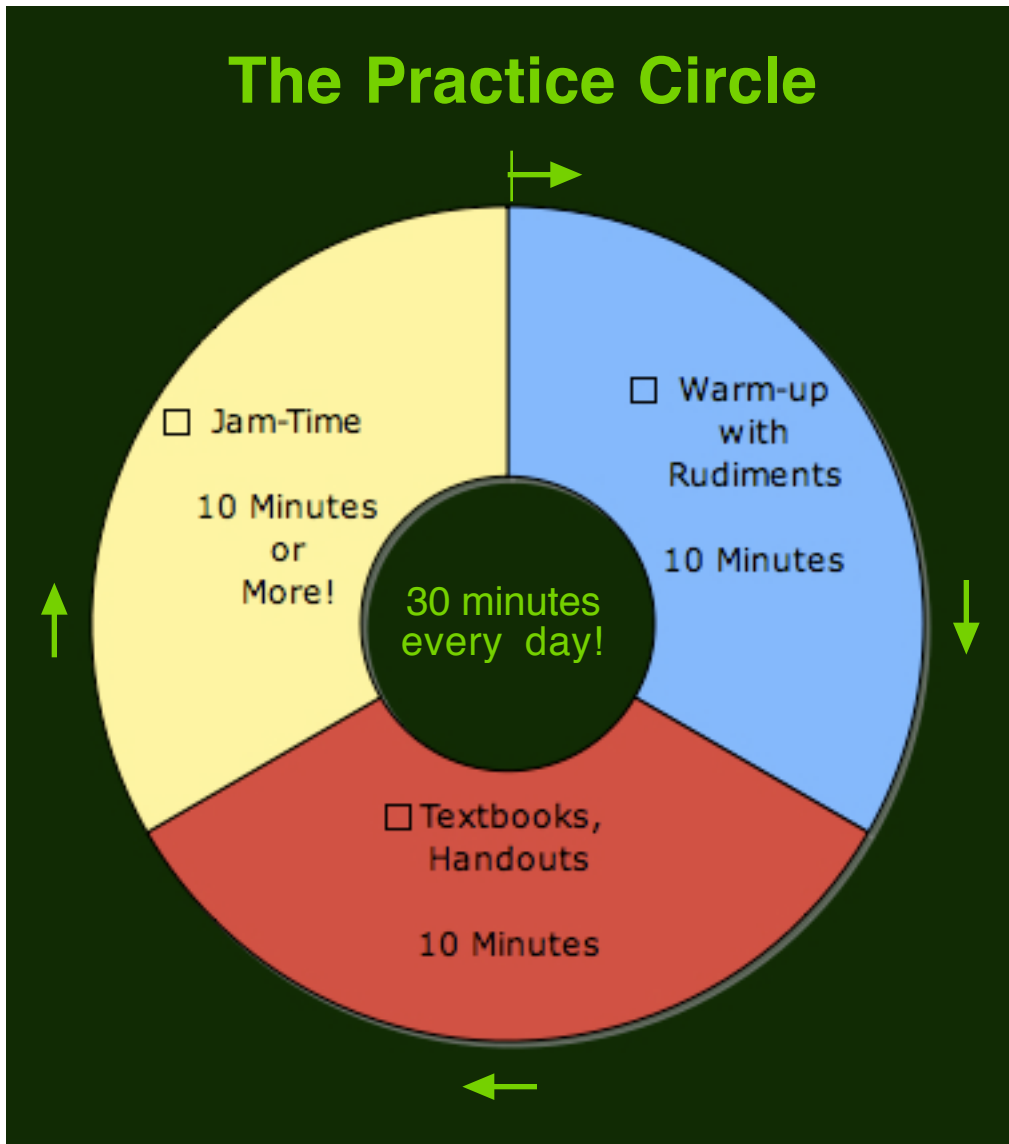 The Practice Circle
Warm-up
with
Rudiments
10 Minutes
Textbooks,
Handouts
10 Minutes
Jam-Time
10 Minutes
or
More!
30 minutes
every day!